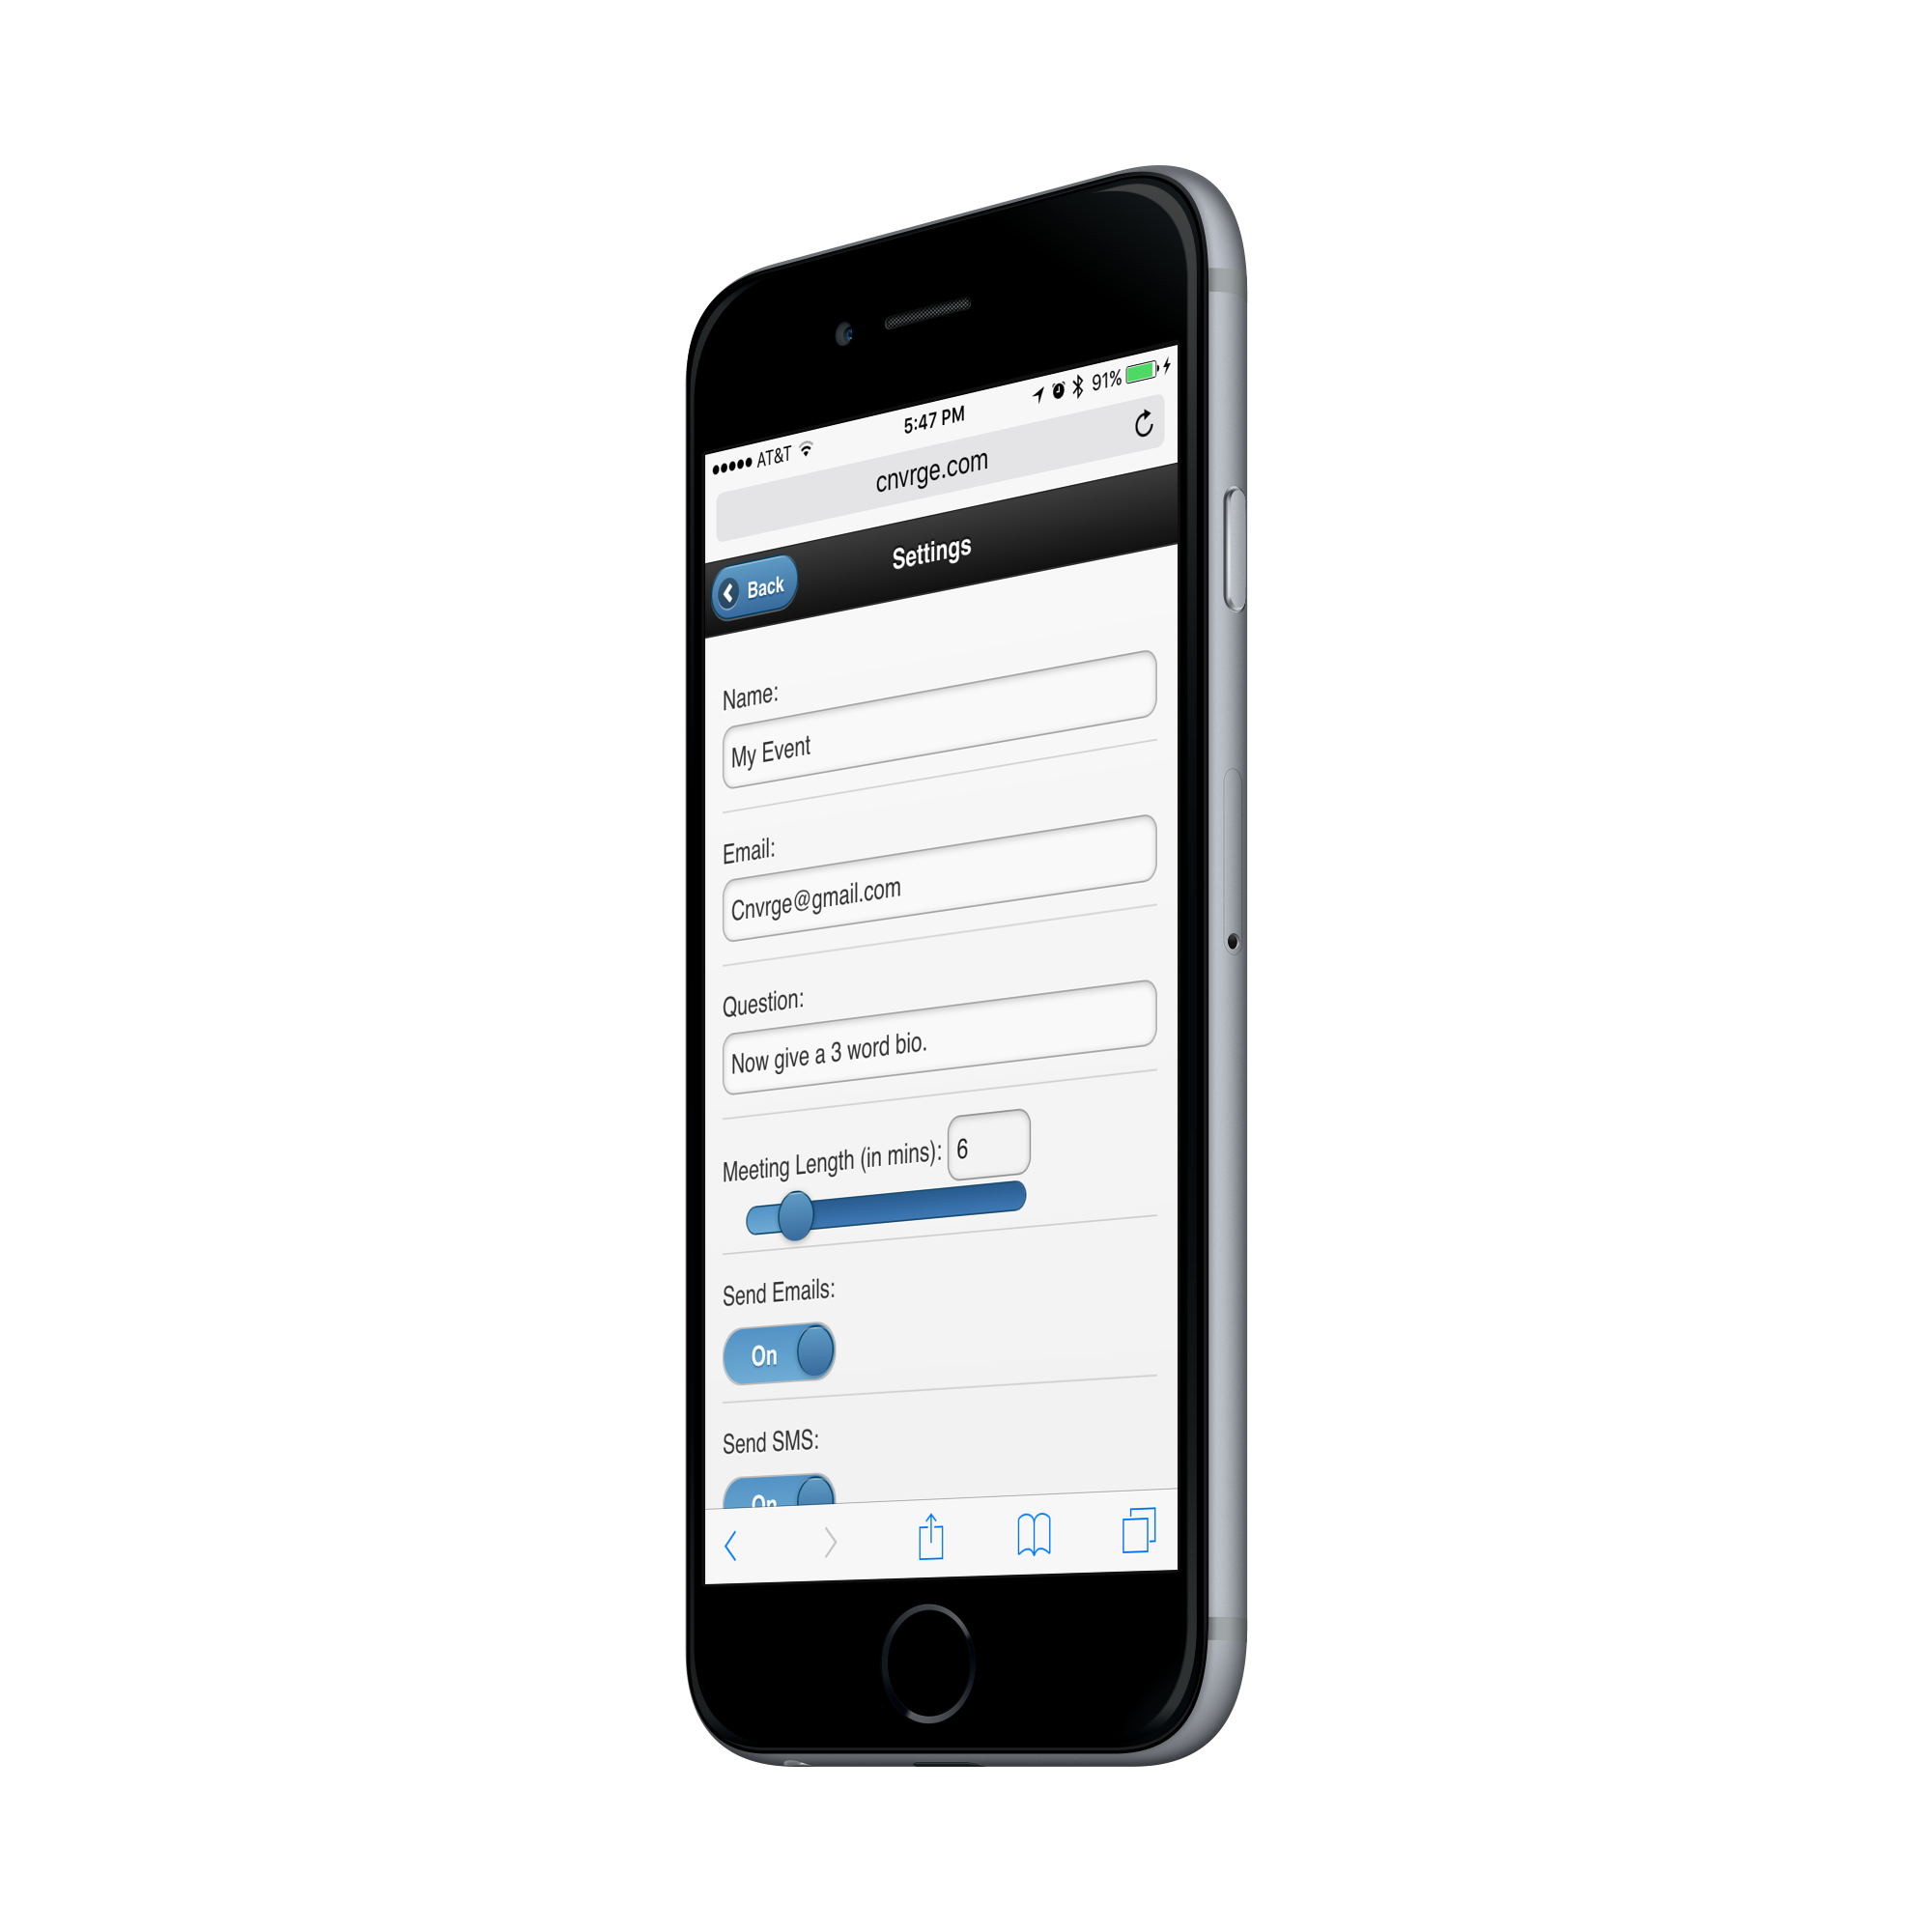 AT&T 5:47 PM 91%
cnvrge.com
Back Settings
Name:
My Event
Email:
Cnvrge@gmail.com
Question:
Now give a 3 word bio.
Meeting Length (in mins): 6
Send Emails:
On
Send SMS:
On